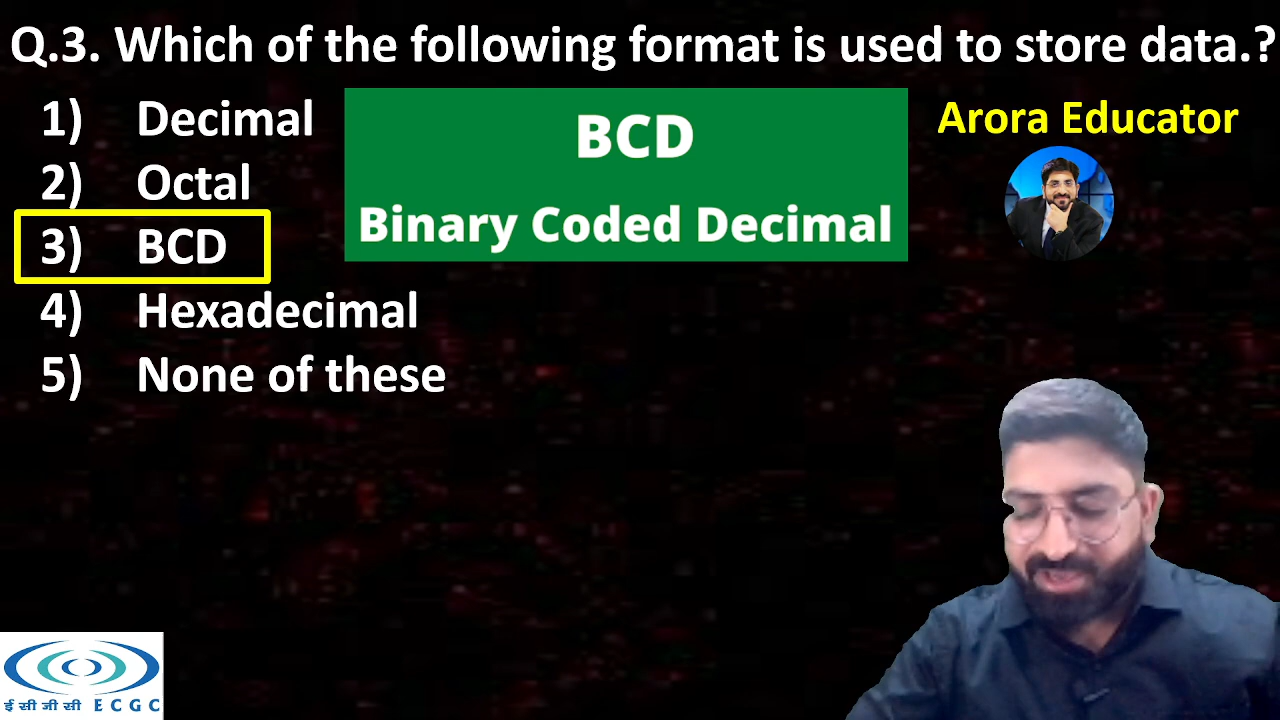 Q.3. Which of the following format is used to store data.?
1) Decimal
2) Octal
3) BCD
4) Hexadecimal
5) None of these
BCD
Binary Coded Decimal
Arora Educator
ई सी जी सी E C G C